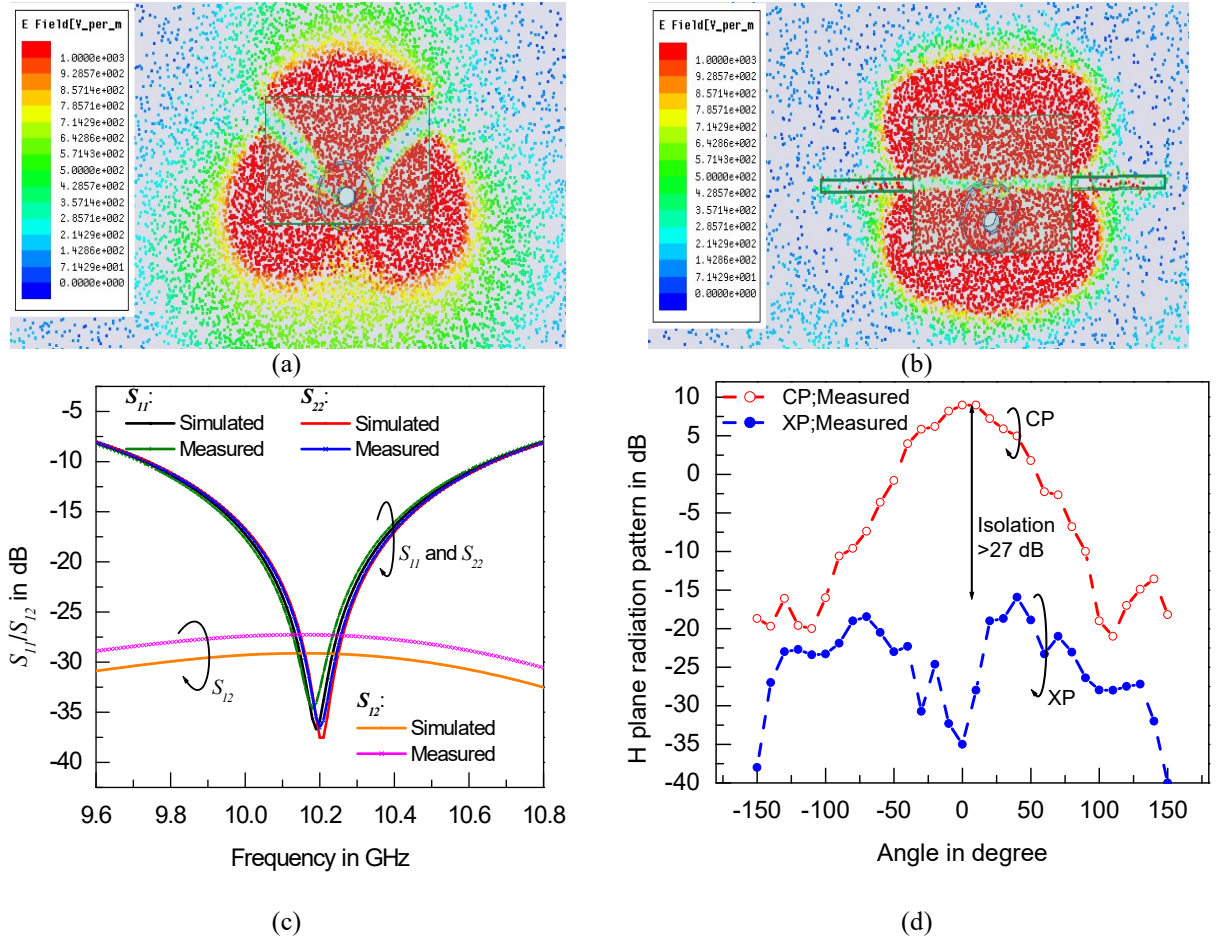 E Field[V_per_m
1.0000e+003
9.2857e+002
8.5714e+002
7.8571e+002
7.1429e+002
6.4286e+002
5.7143e+002
5.0000e+002
4.2857e+002
3.5714e+002
2.8571e+002
2.1429e+002
1.4286e+002
7.1429e+001
0.0000e+000
(a)
E Field[V_per_m
1.0000e+003
9.2857e+002
8.5714e+002
7.8571e+002
7.1429e+002
6.4286e+002
5.7143e+002
5.0000e+002
4.2857e+002
3.5714e+002
2.8571e+002
2.1429e+002
1.4286e+002
7.1429e+001
0.0000e+000
(b)
S11: S22:
Simulated Simulated
Measured Measured
S11 and S22
S12
S12:
Simulated
Measured
S11/S12 in dB
-5
-10
-15
-20
-25
-30
-35
-40
9.6 9.8 10.0 10.2 10.4 10.6 10.8
Frequency in GHz
(c)
CP;Measured
XP;Measured
CP
Isolation
>27 dB
XP
H plane radiation pattern in dB
10
5
0
-5
-10
-15
-20
-25
-30
-35
-40
-150 -100 -50 0 50 100 150
Angle in degree
(d)